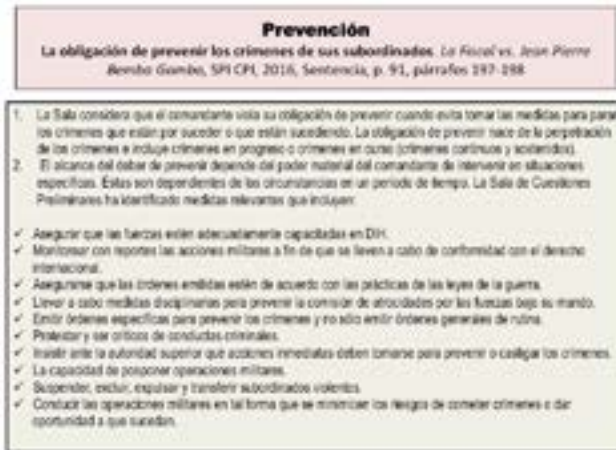 Prevención
La obligación de prevenir los crímenes de sus subordinados. La Fiscal vs. Jean Pierre
Bemba Gombo, SPI CPI, 2016, Sentencia, p. 91, párrafos 197-198
1. La Sala considera que el comandante viola su obligación de prevenir cuando evita tomar las medidas para parar
los crímenes que están por suceder o que están sucediendo. La obligación de prevenir nace de la perpetración
de los crímenes e incluye crímenes en progreso o crímenes en curso (crímenes continuos y sostenidos).
2. El alcance del deber de prevenir depende del poder material del comandante de intervenir en situaciones
específicas. Estas son dependientes de las circunstancias en un periodo de tiempo. La Sala de Cuestiones
Preliminares ha identificado medidas relevantes que incluyen:
✓ Asegurar que las fuerzas estén adecuadamente capacitadas en DIH.
✓ Monitorear con reportes las acciones militares a fin de que se lleven a cabo de conformidad con el derecho
internacional.
✓ Asegurarse que las órdenes emitidas estén de acuerdo con las prácticas de las leyes de la guerra.
✓ Llevar a cabo medidas disciplinarias para prevenir la comisión de atrocidades por las fuerzas bajo su mando.
✓ Emitir órdenes específicas para prevenir los crímenes y no sólo emitir órdenes generales de rutina.
✓ Protestar y ser críticos de conductas criminales.
✓ Insistir ante la autoridad superior que acciones inmediatas deben tomarse para prevenir o castigar los crímenes.
✓ La capacidad de posponer operaciones militares.
✓ Suspender, excluir, expulsar y transferir subordinados violentos.
✓ Conducir las operaciones militares en tal forma que se minimicen los riesgos de cometer crímenes o dar
oportunidad a que sucedan.